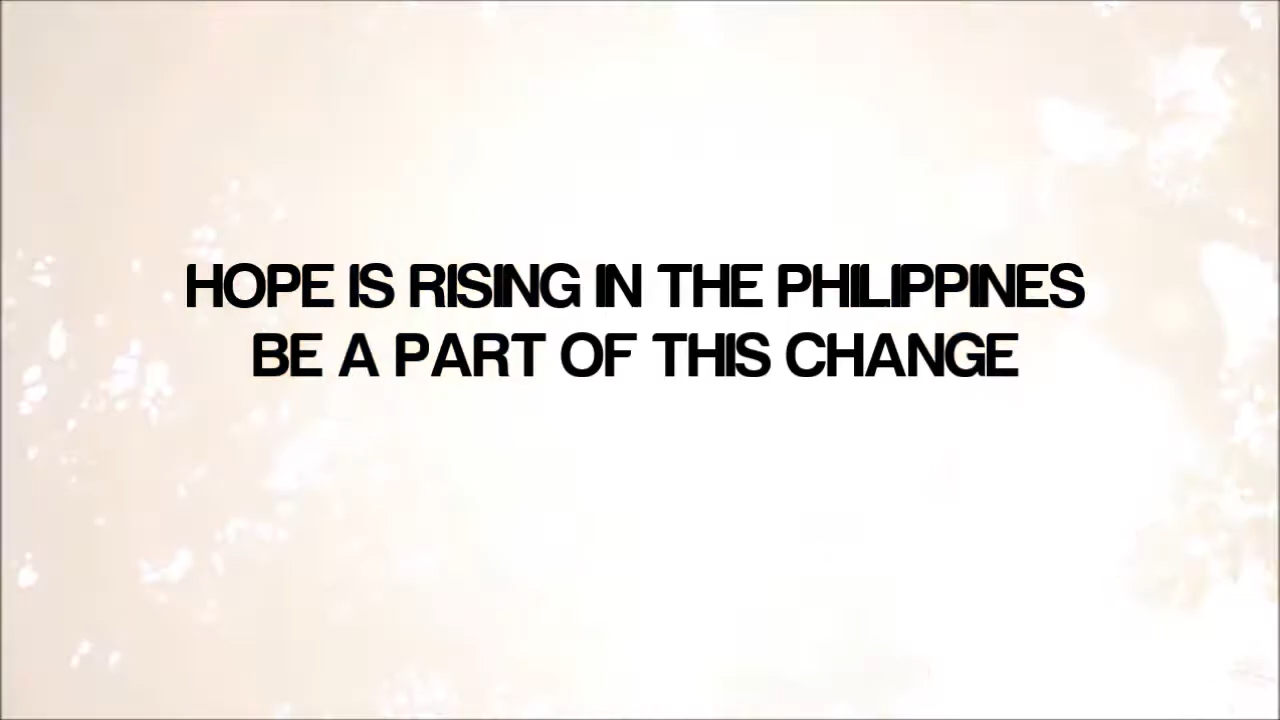 HOPE IS RISING IN THE PHILIPPINES
BE A PART OF THIS CHANGE